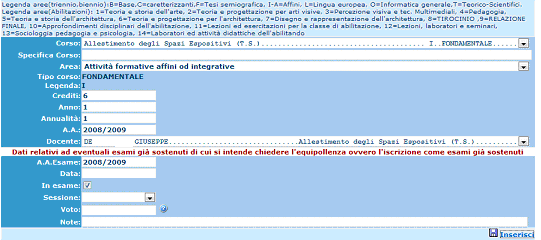 Legenda area(triennio,biennio):B=Base,C=Caratterizzanti,F=Tesi semiografica, I-A=Affini, L=Lingua europea, O=Informatica generale,T=Teorico-Scientifici.
Legenda area(Abilitazioni): 1=Teoria e storia dell'arte, 2=Teoria e progettazione per arti visive, 3=Percezione visiva e tec. Multimediali, 4=Pedagogia,
5=Teoria e storia dell'architettura, 6=Teoria e progettazione per l'architettura, 7=Disegno e rappresentazione dell'architettura, 8=TIROCINIO ,9=RELAZIONE
FINALE, 10=Approfondimenti disciplinari dell'abilitazione, 11=Lezioni ed esercitazioni per la classe di abilitazione, 12=Lezioni, laboratori e seminari,
13=Sociologgia pedagogia e psicologia, 14=Laboratori ed attività didattiche dell'abilitando
Corso: Allestimento degli Spazi Espositivi (T.S.)........................................ I..FONDAMENTALE......
Specifica Corso:
Area: Attività formative affini od integrative
Tipo corso: FONDAMENTALE
Legenda: I
Crediti: 6
Anno: 1
Annualità: 1
A.A.: 2008/2009
Docente: DE GIUSEPPE................................Allestimento degli Spazi Espositivi (T.S.)..........
Dati relativi ad eventuali esami già sostenuti di cui si intende chiedere l'equipollenza ovvero l'iscrizione come esami già sostenuti
A.A.Esame: 2008/2009
Data:
In esame:
Sessione:
Voto:
Note:
Inserisci